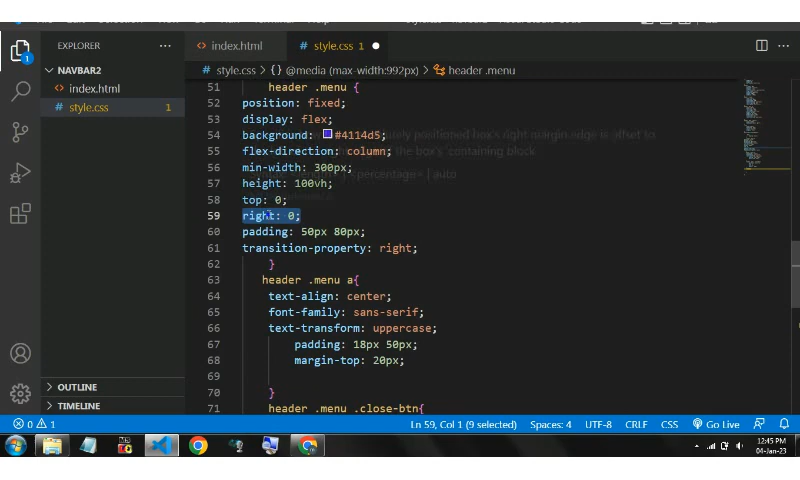 EXPLORER
index.html
style.css 1
style.css > {} @media (max-width:992px) > header .menu
NAVBAR2
index.html
style.css 1
51 header .menu {
52 position: fixed;
53 display: flex;
54 background: #4114d5;
55 flex-direction: column;
56 min-width: 300px;
57 height: 100vh;
58 top: 0;
59 right: 0;
60 padding: 50px 80px;
61 transition-property: right;
62 }
63 header .menu a{
64 text-align: center;
65 font-family: sans-serif;
66 text-transform: uppercase;
67 padding: 18px 50px;
68 margin-top: 20px;
69
70 }
71 header .menu .close-btn{
OUTLINE
TIMELINE
0 1 Ln 59, Col 1 (9 selected) Spaces: 4 UTF-8 CRLF CSS Go Live
12:45 PM
04-Jan-23